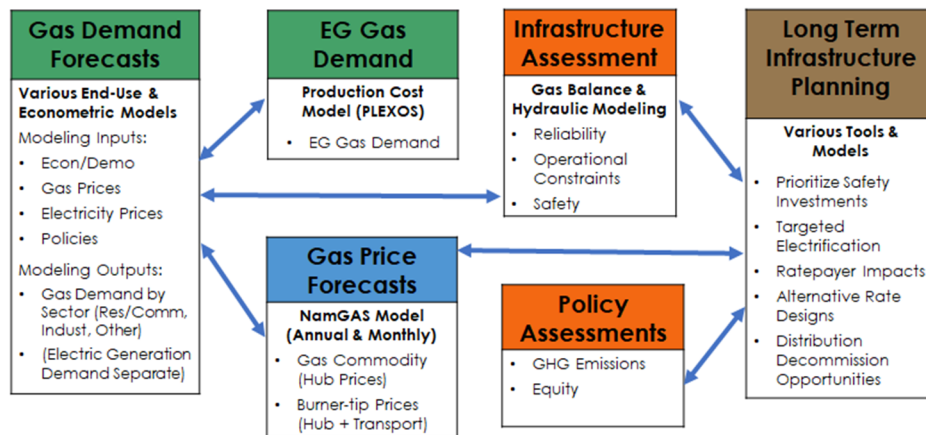 Gas Demand
Forecasts
Various End-Use &
Econometric Models
Modeling Inputs:
• Econ/Demo
• Gas Prices
• Electricity Prices
• Policies
Modeling Outputs:
• Gas Demand by
Sector (Res/Comm,
Indust, Other)
• (Electric Generation
Demand Separate)
EG Gas
Demand
Production Cost
Model (PLEXOS)
• EG Gas Demand
Gas Price
Forecasts
NamGAS Model
(Annual & Monthly)
• Gas Commodity
(Hub Prices)
• Burner-tip Prices
(Hub + Transport)
Infrastructure
Assessment
Gas Balance &
Hydraulic Modeling
• Reliability
• Operational
Constraints
• Safety
Policy
Assessments
• GHG Emissions
• Equity
Long Term
Infrastructure
Planning
Various Tools &
Models
• Prioritize Safety
Investments
• Targeted
Electrification
• Ratepayer Impacts
• Alternative Rate
Designs
• Distribution
Decommission
Opportunities